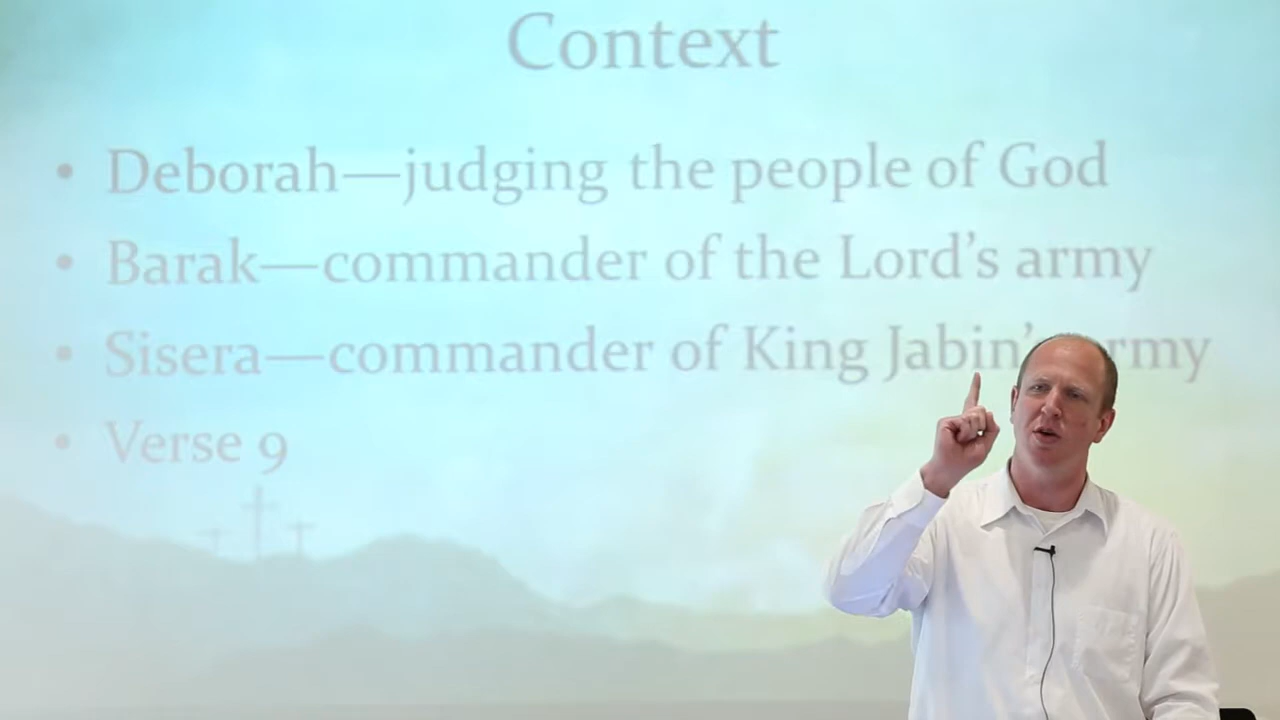 Context
• Deborah—judging the people of God
• Barak—commander of the Lord’s army
• Sisera—commander of King Jabin’ rmy
• Verse 9